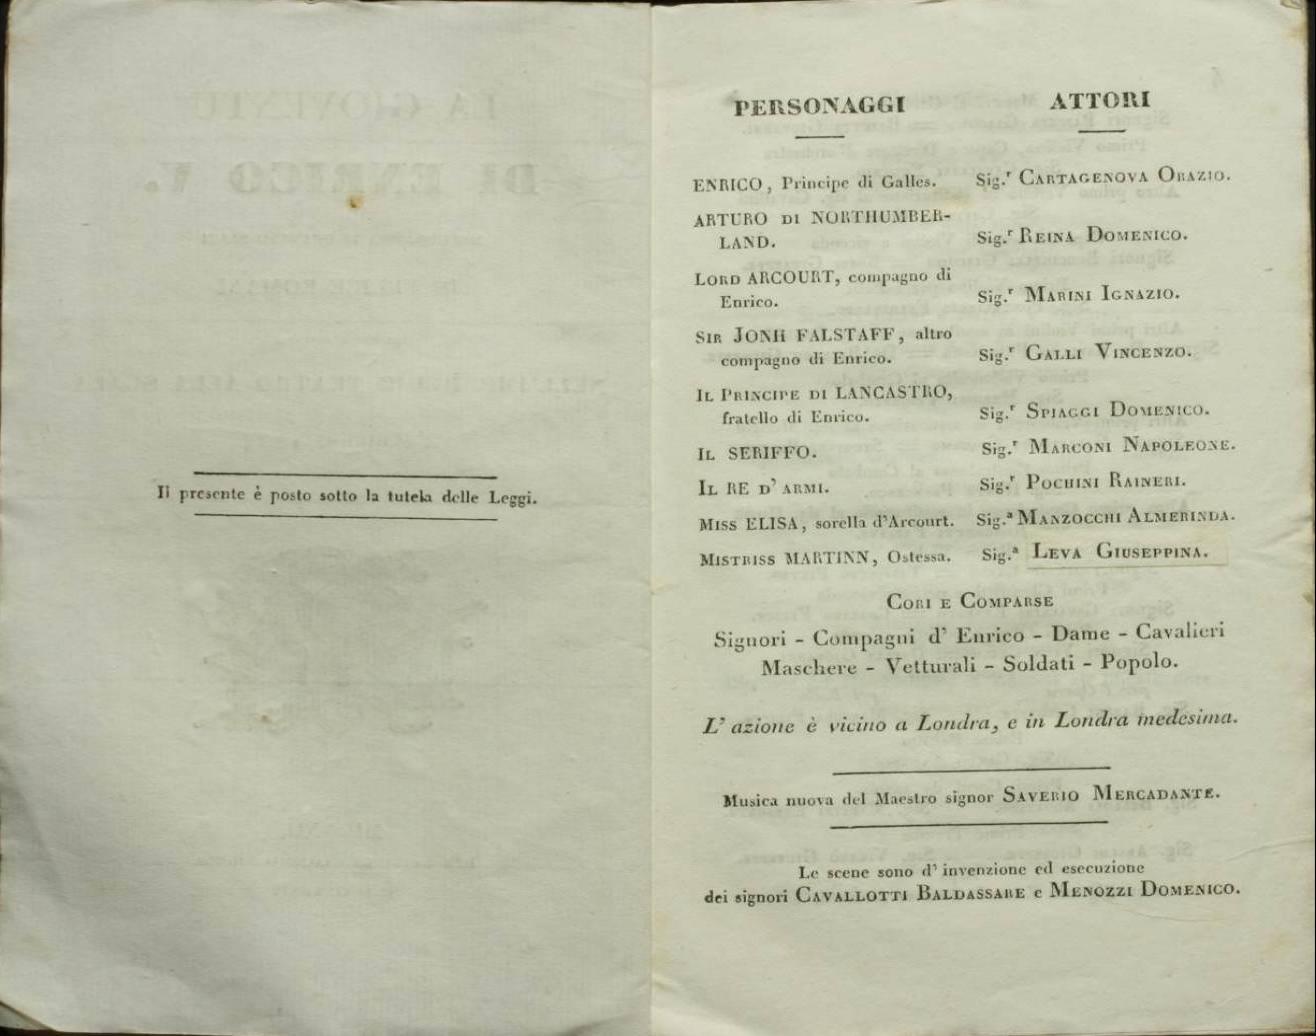 Il presente è posto sotto la tutela delle Leggi.
PERSONAGGI ATTORI
ENRICO, Principe di Galles. Sig.r CARTAGENOVA ORAZIO.
ARTURO DI NORTHUMBER-
LAND. Sig.r REINA DOMENICO.
LORD ARCOURT, compagno di
Enrico. Sig.r MARINI IGNAZIO.
SIR JONH FALSTAFF, altro
compagno di Enrico. Sig.r GALLI VINCENZO.
IL PRINCIPE DI LANCASTRO,
fratello di Enrico. Sig.r SPIAGGI DOMENICO.
IL SERIFFO. Sig.r MARCONI NAPOLEONE.
IL RE D' ARMI. Sig.r POCHINI RAINERI.
MISS ELISA, sorella d'Arcourt. Sig.a MANZOCCHI ALMERINDA.
MISTRISS MARTINN, Ostessa. Sig.a LEVA GIUSEPPINA.
CORI E COMPARSE
Signori - Compagni d' Enrico - Dame - Cavalieri
Maschere - Vetturali - Soldati - Popolo.
L' azione è vicino a Londra, e in Londra medesima.
Musica nuova del Maestro signor SAVERIO MERCADANTE.
Le scene sono d' invenzione ed esecuzione
dei signori CAVALLOTTI BALDASSARE e MENOZZI DOMENICO.